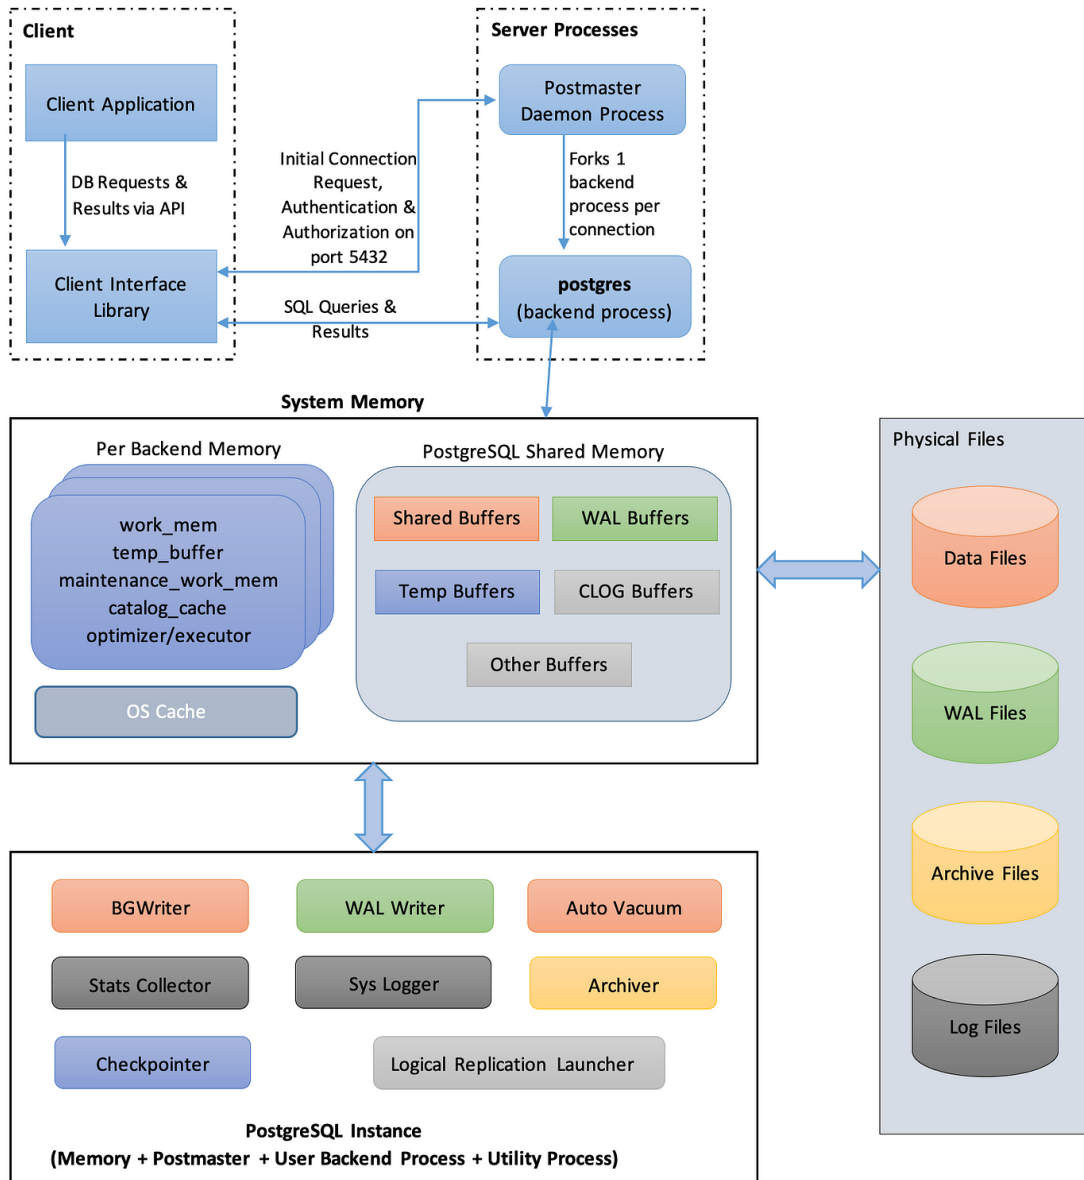 Client
Client Application
DB Requests &
Results via API
Client Interface
Library
Initial Connection
Request,
Authentication &
Authorization on
port 5432
SQL Queries &
Results
Server Processes
Postmaster
Daemon Process
Forks 1
backend
process per
connection
postgres
(backend process)
System Memory
Per Backend Memory
work_mem
temp_buffer
maintenance_work_mem
catalog_cache
optimizer/executor
OS Cache
PostgreSQL Shared Memory
Shared Buffers
WAL Buffers
Temp Buffers
CLOG Buffers
Other Buffers
Physical Files
Data Files
WAL Files
Archive Files
Log Files
BGWriter
WAL Writer
Auto Vacuum
Stats Collector
Sys Logger
Archiver
Checkpointer
Logical Replication Launcher
PostgreSQL Instance
(Memory + Postmaster + User Backend Process + Utility Process)